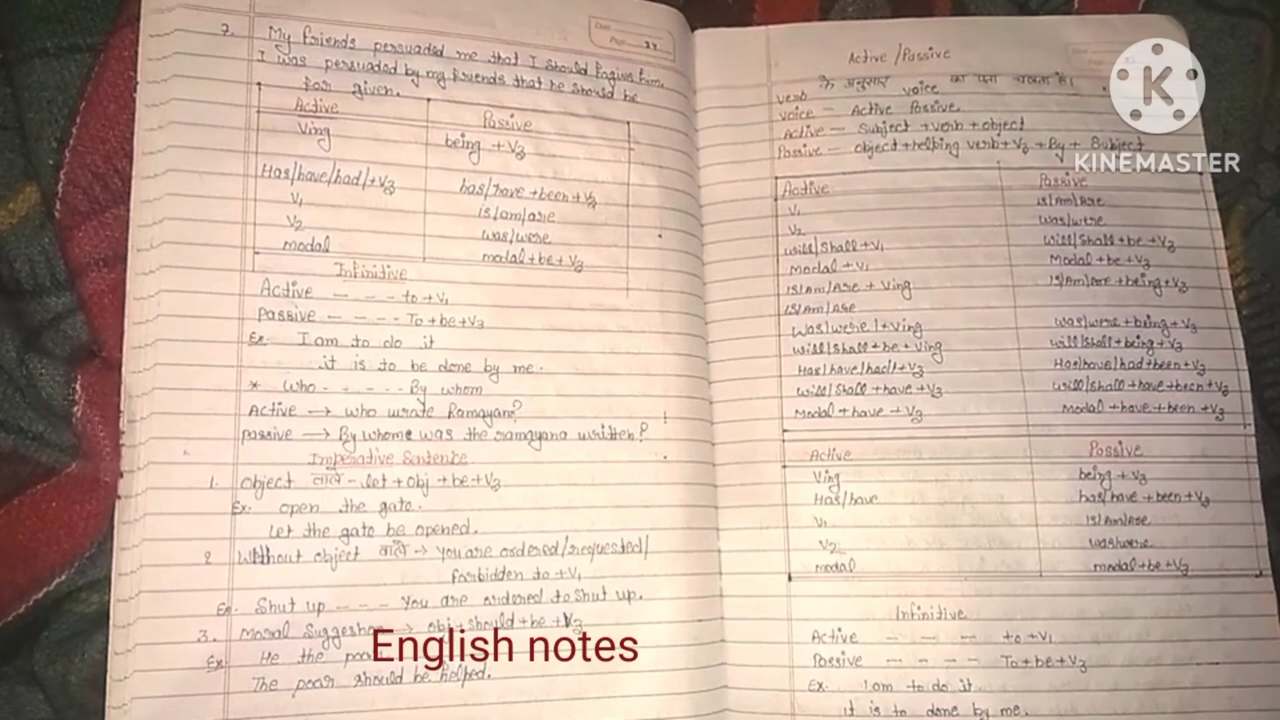 Date
Page 24
7. My friends persuaded me that I should forgive him.
I was persuaded by my friends that he should be
for given.
Active Passive
Ving being + V3
Has/have/had/+V3 has/have +been+V3
V1 is/am/are
V2 was/were
modal modal+be+V3
Infinitive
Active - - - to+V1
Passive - - - - To+be+V3
Ex. I am to do it
it is to be done by me.
* Who - - - - - By whom
Active → who wrote Ramayan?
passive → By whome was the ramayana written?
Imperative Sentence
1. object वाले - let + obj + be+V3
Ex. open the gate.
Let the gate be opened.
2 Without object वाले → you are ordered/requested/
forbidden to+V1
Ex. Shut up - - - You are ordered to shut up.
3. Moral Suggestion → obj+should+be+V3
Ex. He the poor
The poor should be helped.
Active/Passive
verb के अनुसार voice का पता चलता है।
voice - Active Passive.
Active - Subject +verb + object
Passive - object+helping verb+V3 + By + Subject
Active Passive
V1 is/Am/Are
V2 was/were
will/Shall+V1 will/Shall+be+V3
Modal +V1 Modal+be+V3
is/Am/Are + Ving is/Am/Are+being+V3
is/Am/Are
Was/were/+Ving was/were+being+V3
will/Shall+be+Ving will/Shall+being+V3
Has/have/had/+V3 Has/have/had+been+V3
will/Shall +have+V3 will/Shall+have+been+V3
Modal +have+V3 Modal+have+been+V3
Active Passive
Ving being +V3
Has/have has/have +been+V3
V1 is/Am/Are
V2 was/were
modal modal+be+V3
Infinitive
Active - - - to +V1
Passive - - - - To+be+V3
Ex. I am to do it.
it is to done by me.
K
KINEMASTER
English notes